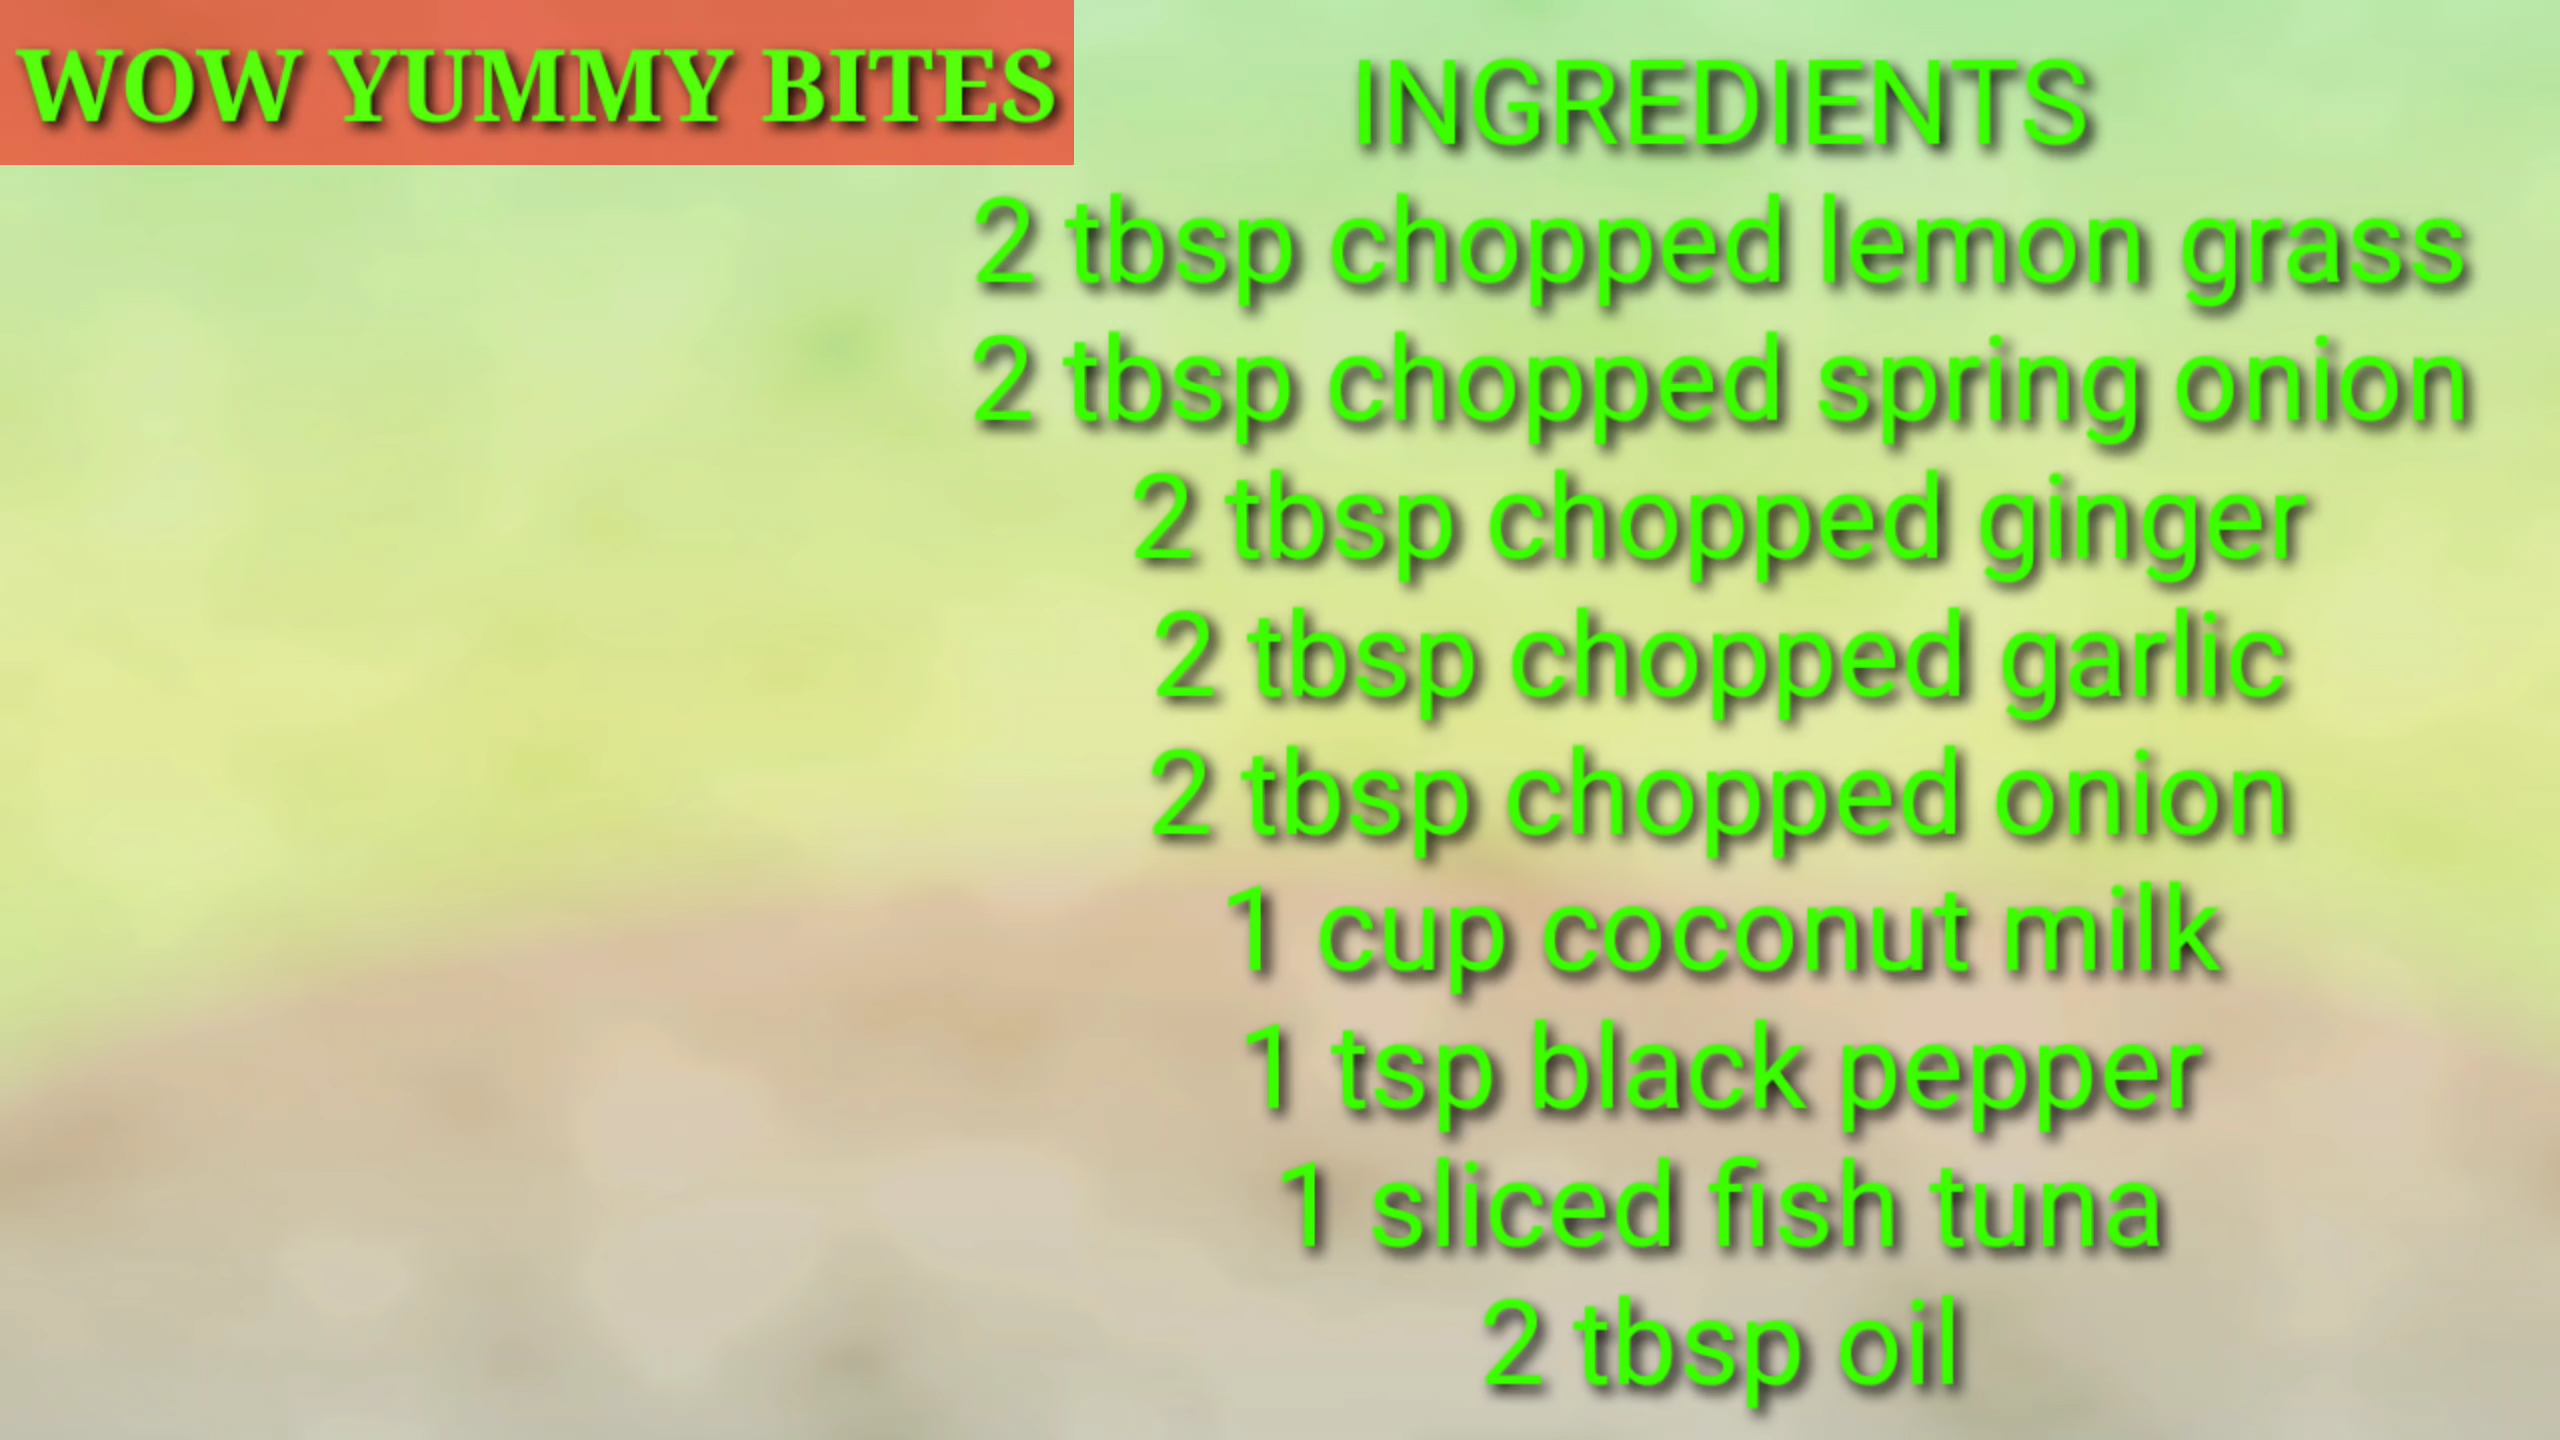 WOW YUMMY BITES
INGREDIENTS
2 tbsp chopped lemon grass
2 tbsp chopped spring onion
2 tbsp chopped ginger
2 tbsp chopped garlic
2 tbsp chopped onion
1 cup coconut milk
1 tsp black pepper
1 sliced fish tuna
2 tbsp oil